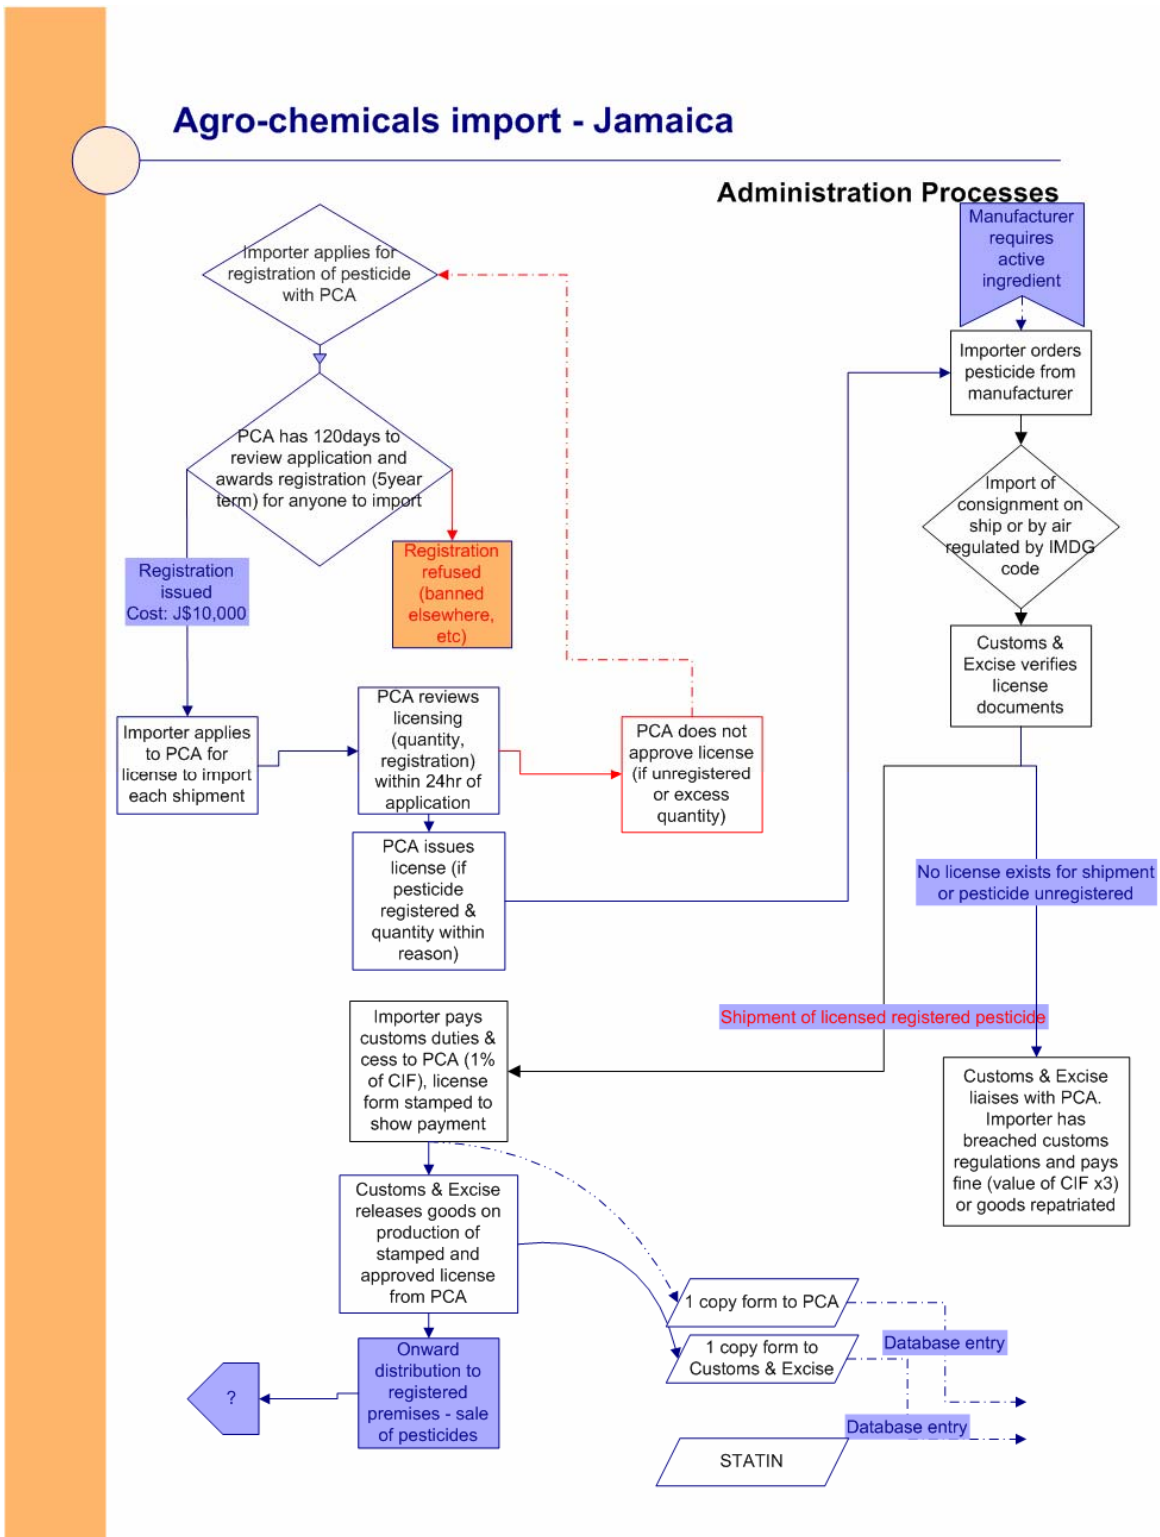 Agro-chemicals import - Jamaica
Administration Processes
Importer applies for
registration of pesticide
with PCA
PCA has 120days to
review application and
awards registration (5year
term) for anyone to import
Registration
issued
Cost: J$10,000
Registration
refused
(banned
elsewhere,
etc)
Importer applies
to PCA for
license to import
each shipment
PCA reviews
licensing
(quantity,
registration)
within 24hr of
application
PCA does not
approve license
(if unregistered
or excess
quantity)
PCA issues
license (if
pesticide
registered &
quantity within
reason)
Manufacturer
requires
active
ingredient
Importer orders
pesticide from
manufacturer
Import of
consignment on
ship or by air
regulated by IMDG
code
Customs &
Excise verifies
license
documents
No license exists for shipment
or pesticide unregistered
Shipment of licensed registered pesticide
Customs & Excise
liaises with PCA.
Importer has
breached customs
regulations and pays
fine (value of CIF x3)
or goods repatriated
Importer pays
customs duties &
cess to PCA (1%
of CIF), license
form stamped to
show payment
Customs & Excise
releases goods on
production of
stamped and
approved license
from PCA
Onward
distribution to
registered
premises - sale
of pesticides
?
1 copy form to PCA
1 copy form to
Customs & Excise
Database entry
Database entry
STATIN